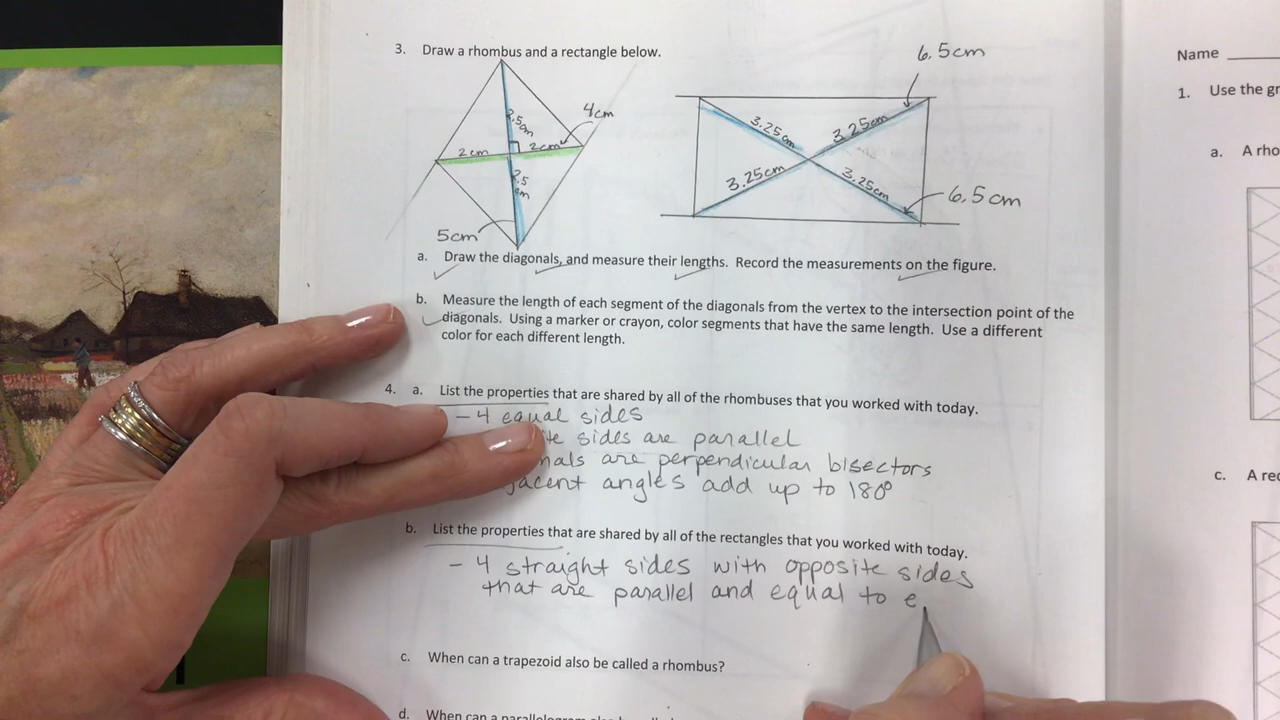 3. Draw a rhombus and a rectangle below.
6.5cm
4cm
2.5cm
2cm
2cm
2.5
cm
5cm
3.25cm
3.25cm
3.25cm
3.25cm
6.5cm
a. Draw the diagonals, and measure their lengths. Record the measurements on the figure.
b. Measure the length of each segment of the diagonals from the vertex to the intersection point of the
diagonals. Using a marker or crayon, color segments that have the same length. Use a different
color for each different length.
4. a. List the properties that are shared by all of the rhombuses that you worked with today.
- 4 equal sides
sides are parallel
are perpendicular bisectors
angles add up to 180°
b. List the properties that are shared by all of the rectangles that you worked with today.
- 4 straight sides with opposite sides
that are parallel and equal to e
c. When can a trapezoid also be called a rhombus?
d. When can a
Name
1. Use the
a. A
c. A